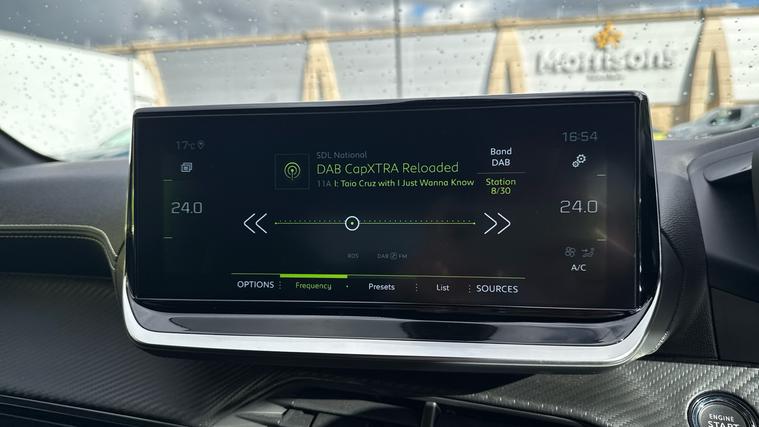 Morrisons
17°C
16:54
SDL National
DAB CapXTRA Reloaded
11A I: Taio Cruz with I Just Wanna Know
Band
DAB
Station
8/30
24.0
24.0
RDS
DAB FM
A/C
OPTIONS
Frequency
Presets
List
SOURCES
ENGINE
START